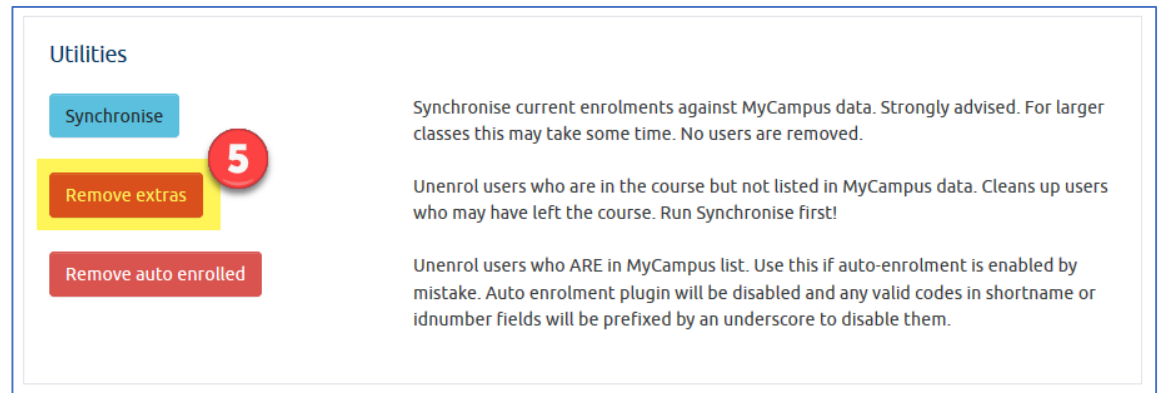 Utilities
Synchronise
Synchronise current enrolments against MyCampus data. Strongly advised. For larger
classes this may take some time. No users are removed.
5
Remove extras
Unenrol users who are in the course but not listed in MyCampus data. Cleans up users
who may have left the course. Run Synchronise first!
Remove auto enrolled
Unenrol users who ARE in MyCampus list. Use this if auto-enrolment is enabled by
mistake. Auto enrolment plugin will be disabled and any valid codes in shortname or
idnumber fields will be prefixed by an underscore to disable them.